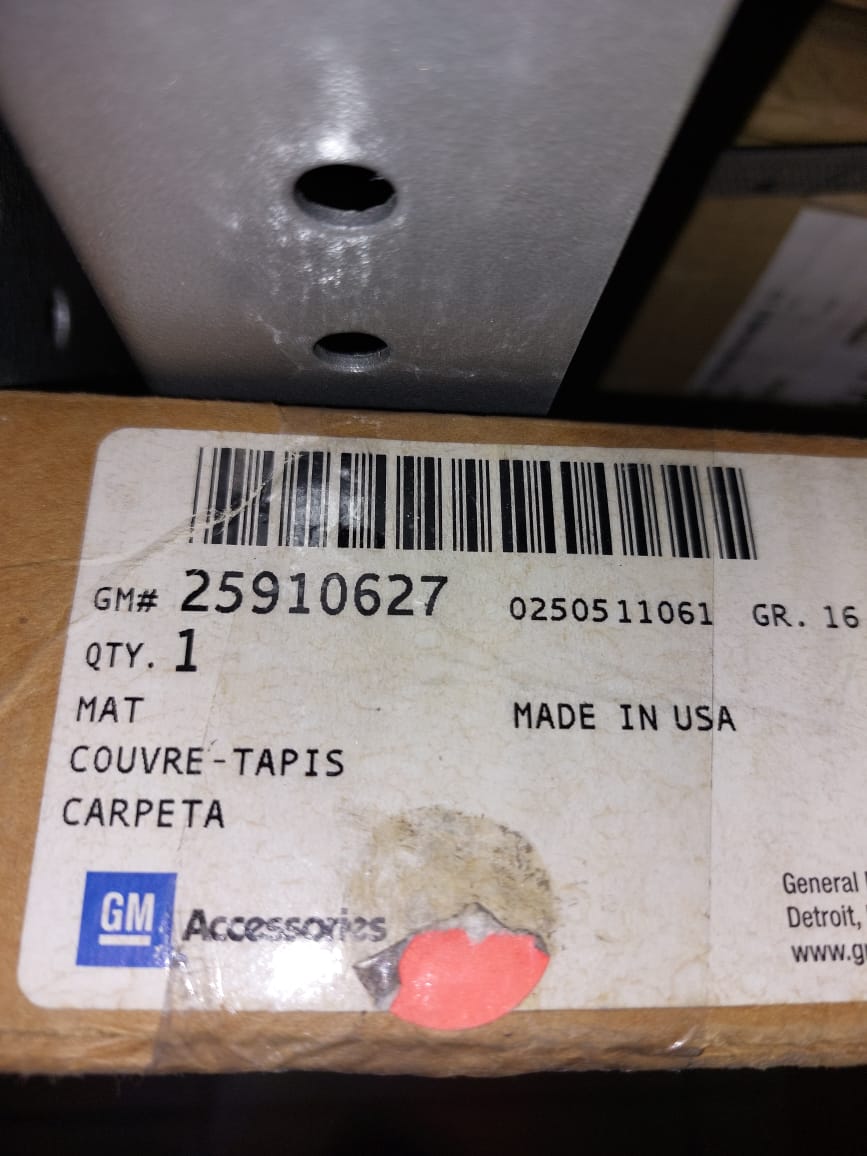 GM# 25910627 0250511061 GR. 16
QTY. 1
MAT MADE IN USA
COUVRE-TAPIS
CARPETA
GM Accessories
General
Detroit,
www.g